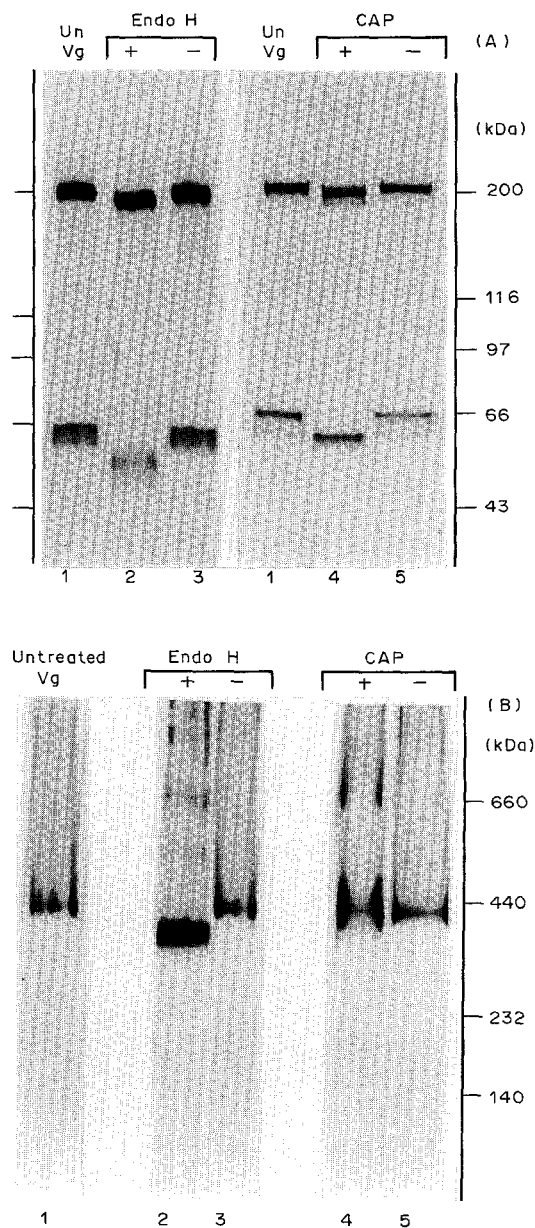 Un Vg
Endo H
+ −
Un Vg
CAP
+ −
(A)
(kDa)
200
116
97
66
43
1 2 3 1 4 5
Untreated Vg
Endo H
+ −
CAP
+ −
(B)
(kDa)
660
440
232
140
1 2 3 4 5